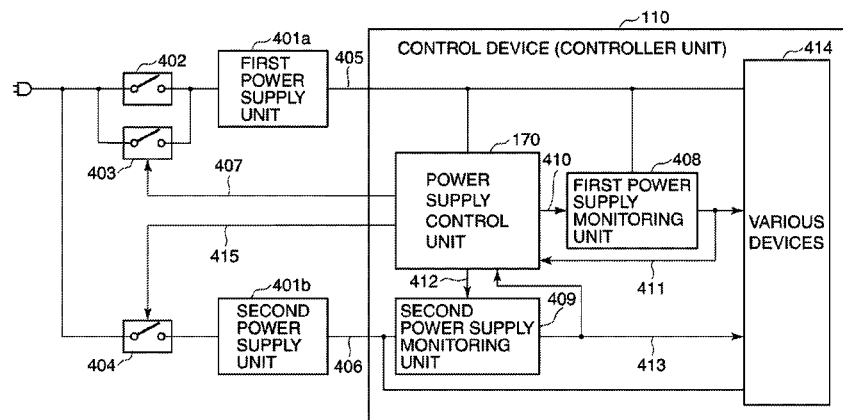 110
CONTROL DEVICE (CONTROLLER UNIT)
402
401a
FIRST
POWER
SUPPLY
UNIT
405
414
403
407
170
POWER
SUPPLY
CONTROL
UNIT
410
408
FIRST POWER
SUPPLY
MONITORING
UNIT
VARIOUS
DEVICES
415
412
411
401b
SECOND
POWER
SUPPLY
UNIT
409
SECOND
POWER SUPPLY
MONITORING
UNIT
404
406
413